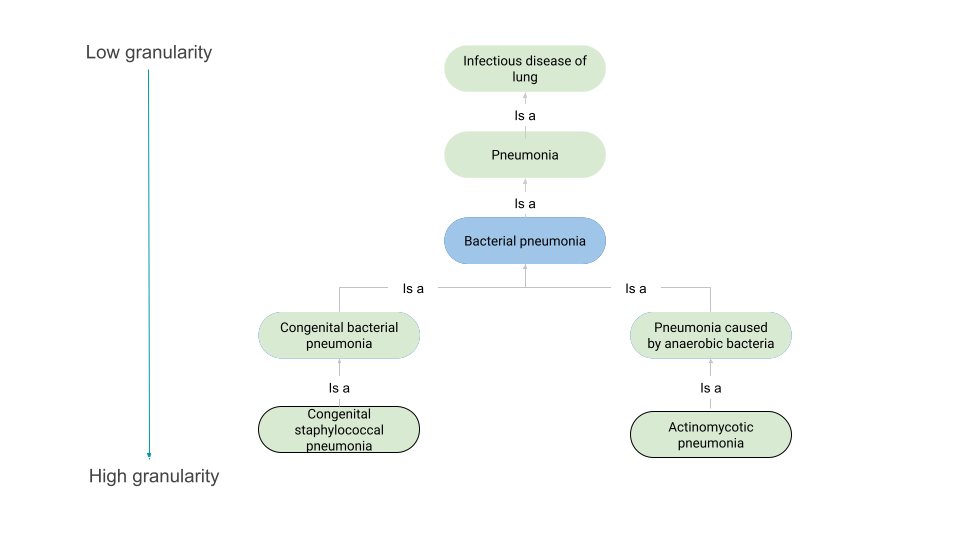 Low granularity
Infectious disease of
lung
Is a
Pneumonia
Is a
Bacterial pneumonia
Is a
Is a
Congenital bacterial
pneumonia
Pneumonia caused
by anaerobic bacteria
Is a
Is a
Congenital
staphylococcal
pneumonia
Actinomycotic
pneumonia
High granularity